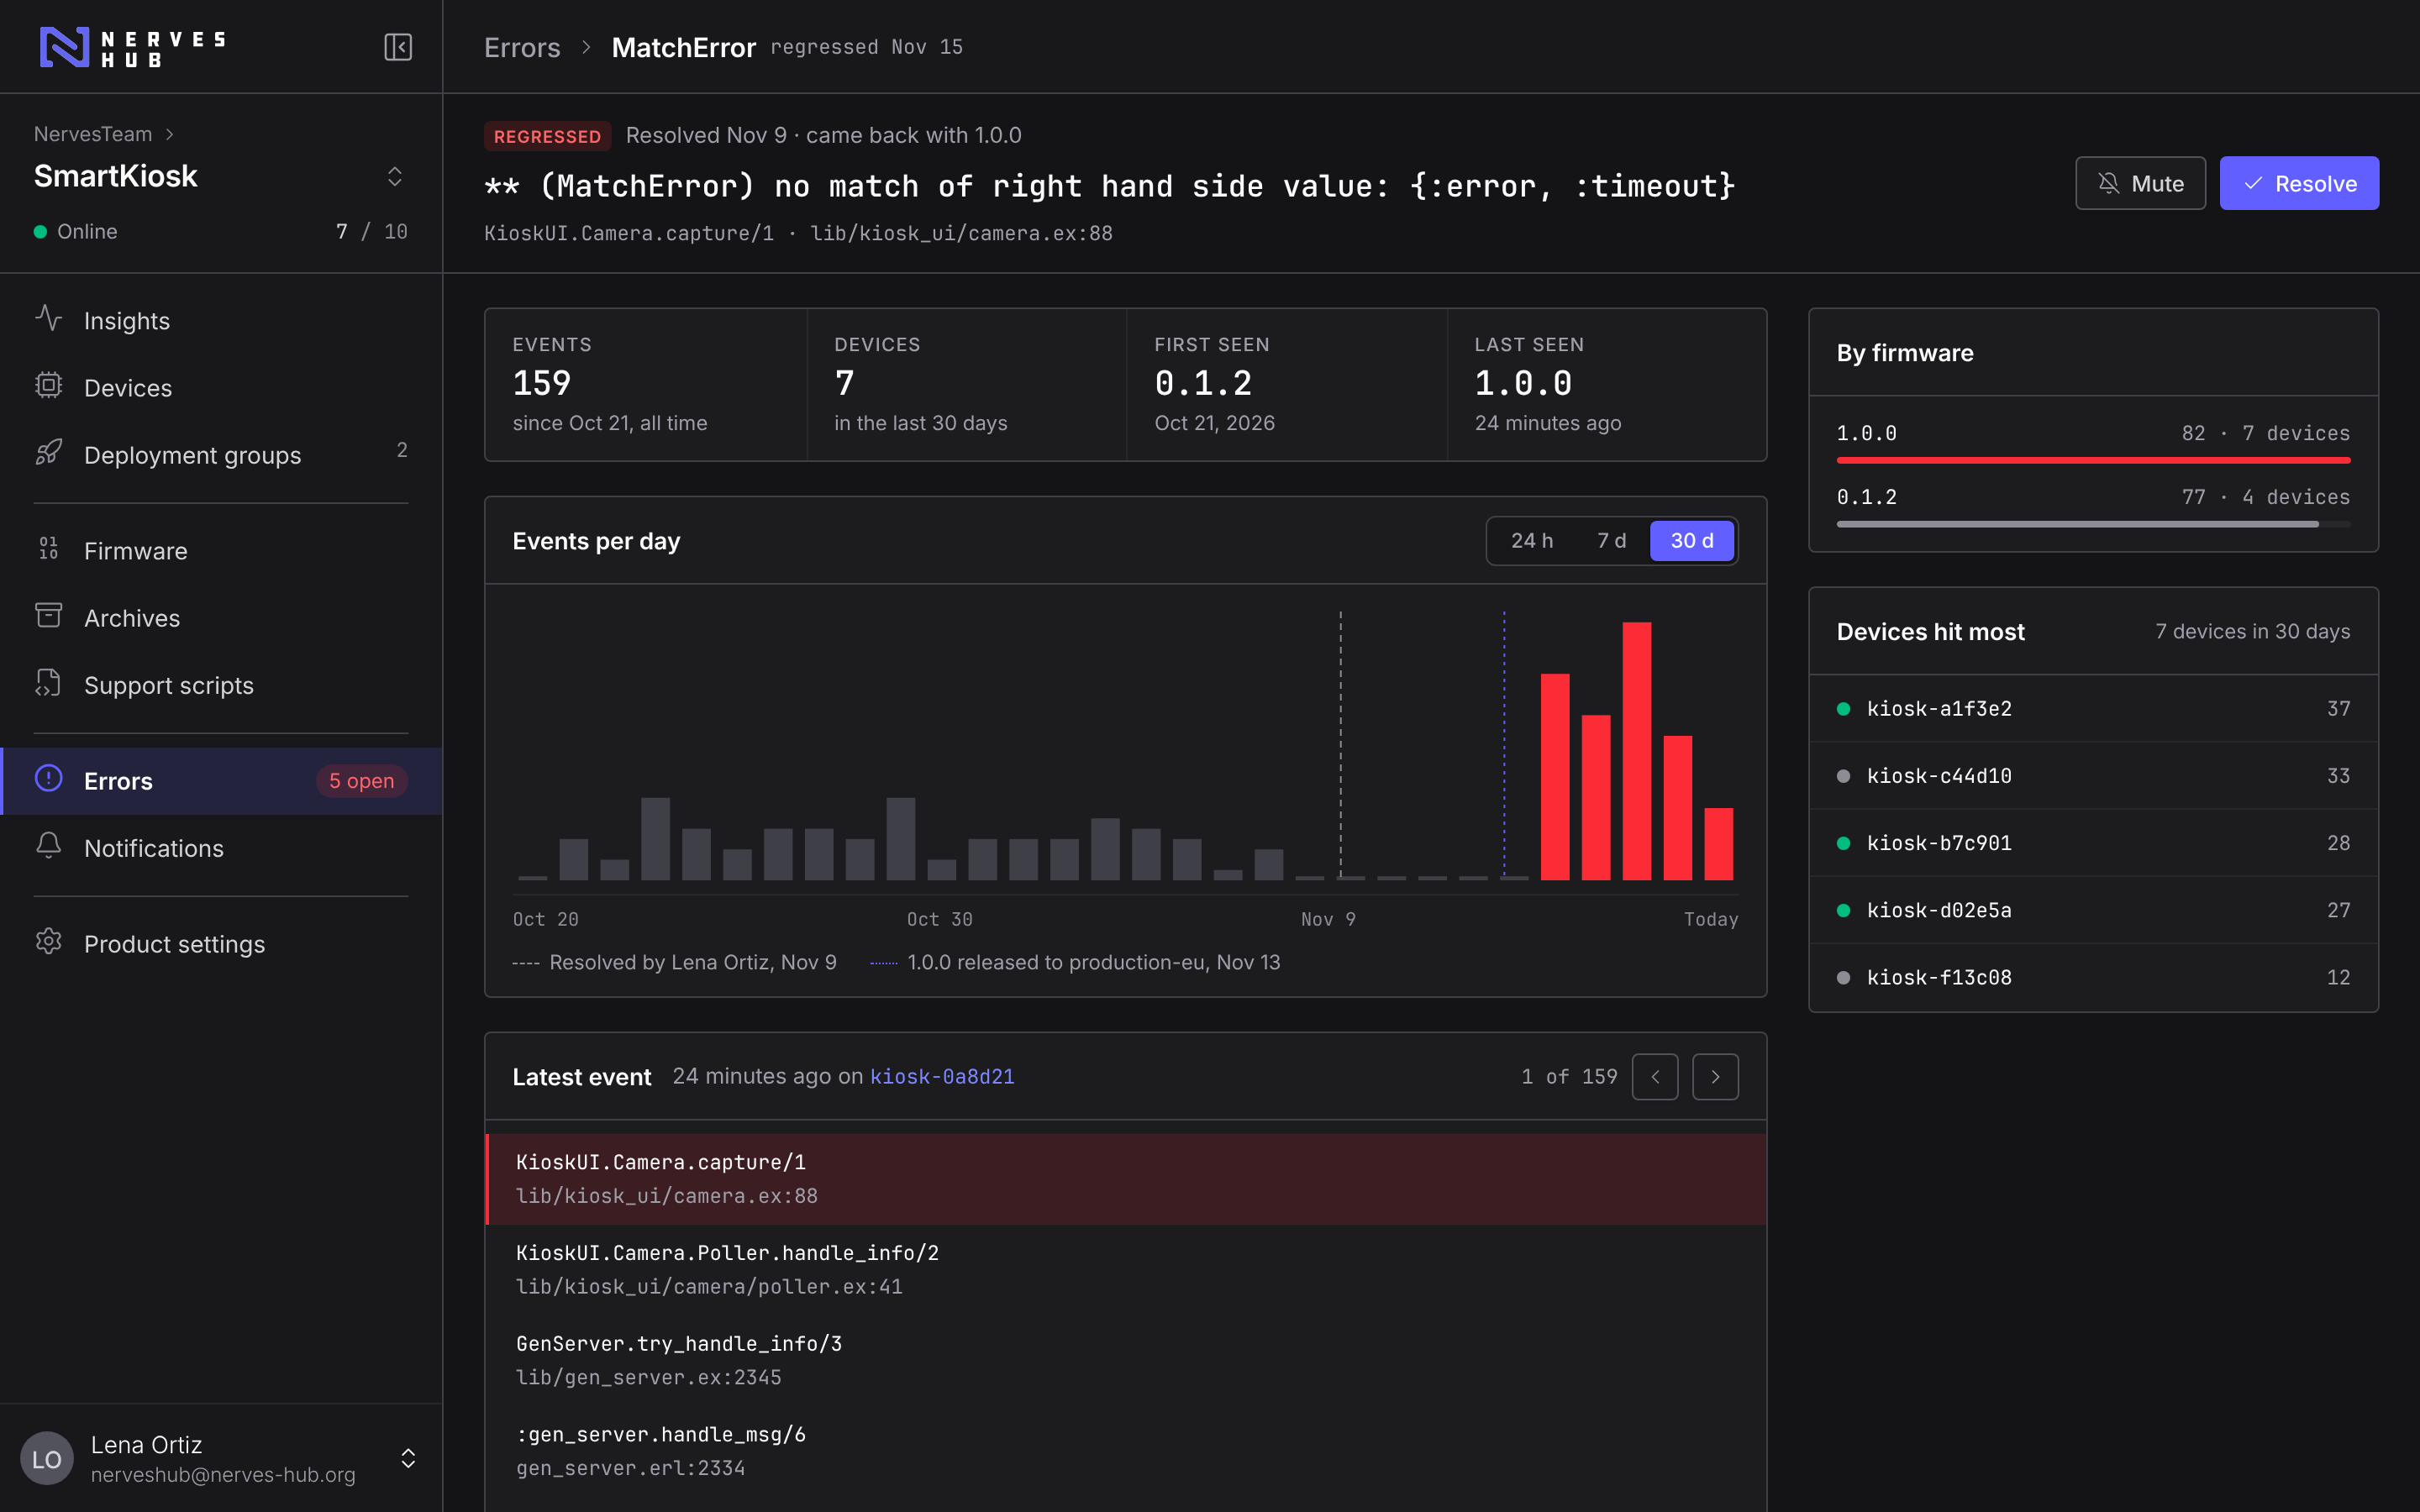 NERVES
HUB
NervesTeam
SmartKiosk
Online
7 / 10
Insights
Devices
Deployment groups
2
Firmware
Archives
Support scripts
Errors
5 open
Notifications
Product settings
LO
Lena Ortiz
nerveshub@nerves-hub.org
Errors
MatchError regressed Nov 15
REGRESSED Resolved Nov 9 · came back with 1.0.0
** (MatchError) no match of right hand side value: {:error, :timeout}
KioskUI.Camera.capture/1 · lib/kiosk_ui/camera.ex:88
Mute
Resolve
EVENTS
159
since Oct 21, all time
DEVICES
7
in the last 30 days
FIRST SEEN
0.1.2
Oct 21, 2026
LAST SEEN
1.0.0
24 minutes ago
Events per day
24 h
7 d
30 d
Oct 20
Oct 30
Nov 9
Today
Resolved by Lena Ortiz, Nov 9
1.0.0 released to production-eu, Nov 13
Latest event
24 minutes ago on kiosk-0a8d21
1 of 159
KioskUI.Camera.capture/1
lib/kiosk_ui/camera.ex:88
KioskUI.Camera.Poller.handle_info/2
lib/kiosk_ui/camera/poller.ex:41
GenServer.try_handle_info/3
lib/gen_server.ex:2345
:gen_server.handle_msg/6
gen_server.erl:2334
By firmware
1.0.0
82 · 7 devices
0.1.2
77 · 4 devices
Devices hit most
7 devices in 30 days
kiosk-a1f3e2
37
kiosk-c44d10
33
kiosk-b7c901
28
kiosk-d02e5a
27
kiosk-f13c08
12